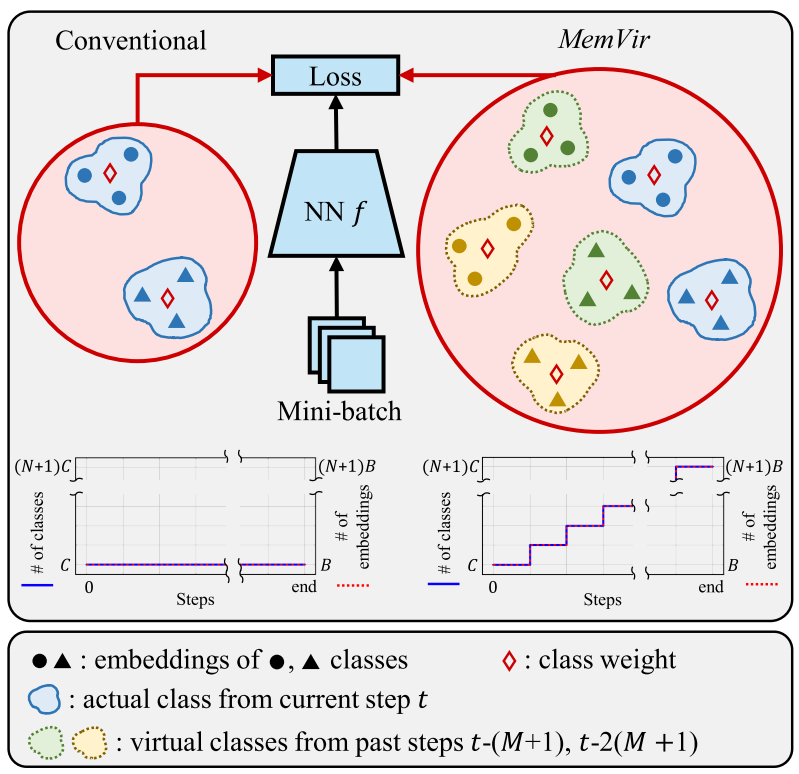 Conventional
MemVir
Loss
NN f
Mini-batch
(N+1)C
(N+1)B
# of classes
# of embeddings
C
B
0
end
Steps
(N+1)C
(N+1)B
# of classes
# of embeddings
C
B
0
end
Steps
: embeddings of , classes
: class weight
: actual class from current step t
: virtual classes from past steps t-(M+1), t-2(M +1)